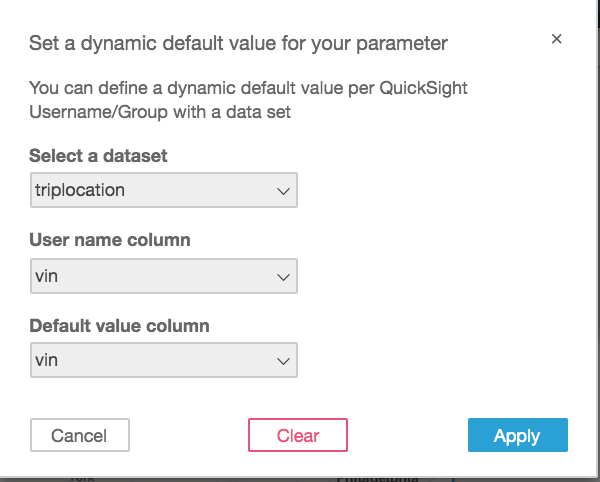 Set a dynamic default value for your parameter
You can define a dynamic default value per QuickSight
Username/Group with a data set
Select a dataset
triplocation
User name column
vin
Default value column
vin
Cancel Clear Apply